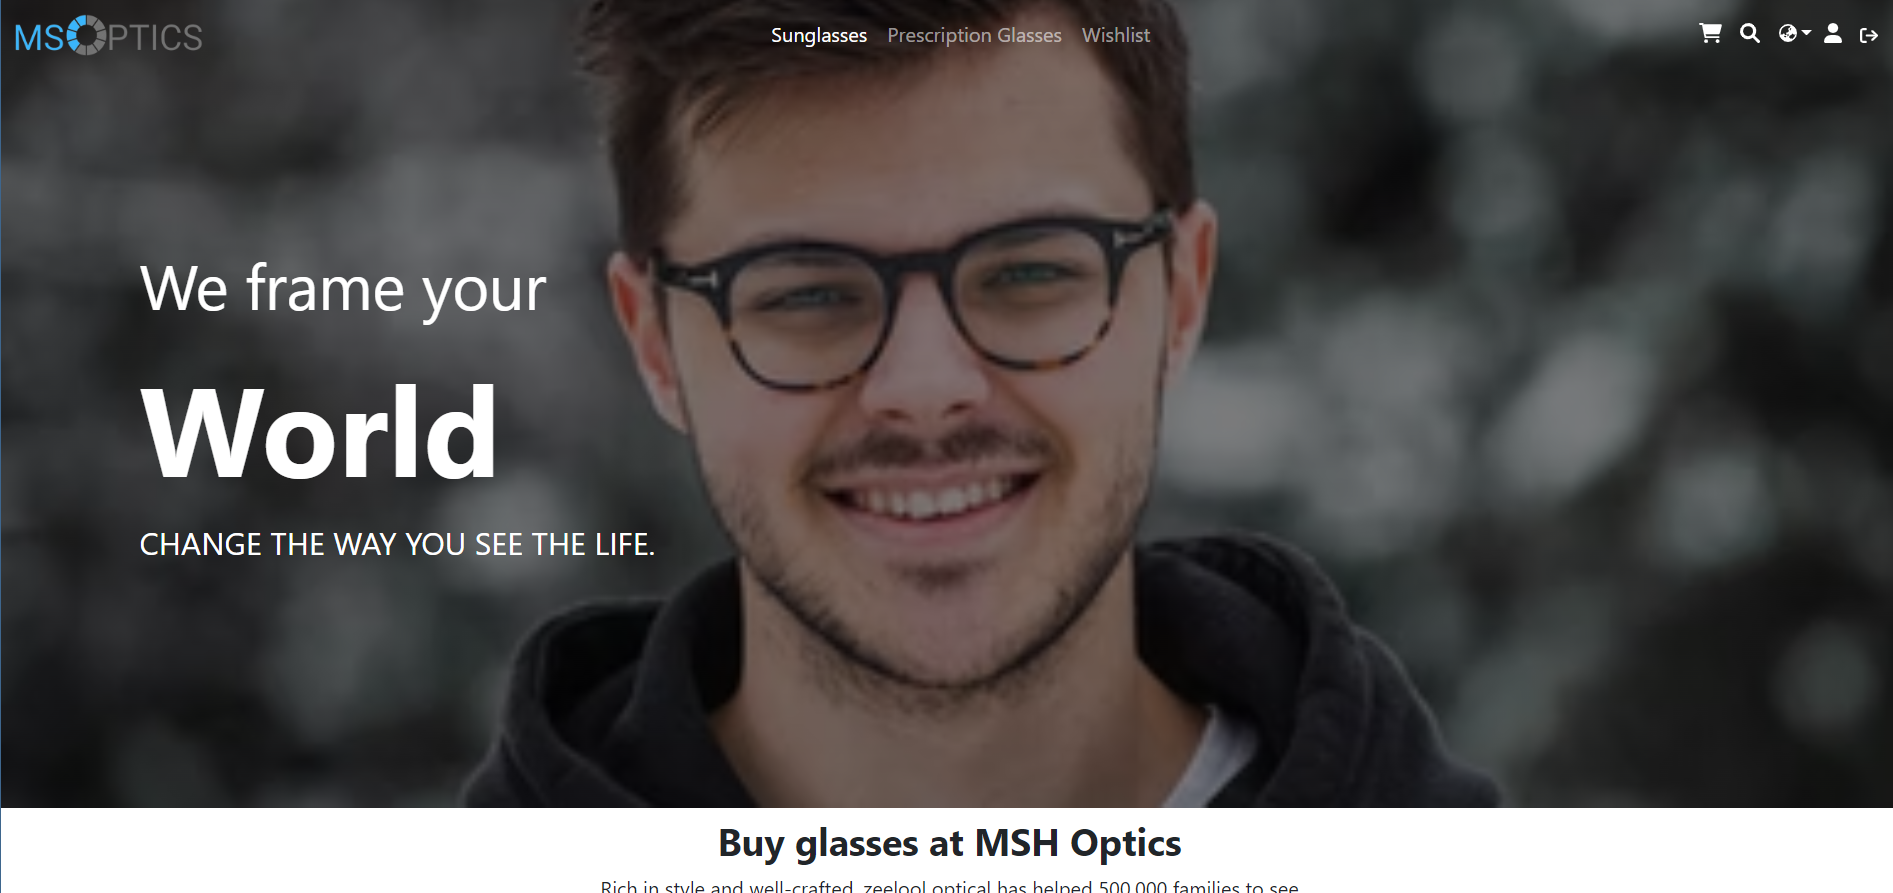 MSOPTICS
Sunglasses Prescription Glasses Wishlist
We frame your
World
CHANGE THE WAY YOU SEE THE LIFE.
Buy glasses at MSH Optics
Rich in style and well-crafted, zeelool optical has helped 500,000 families to see